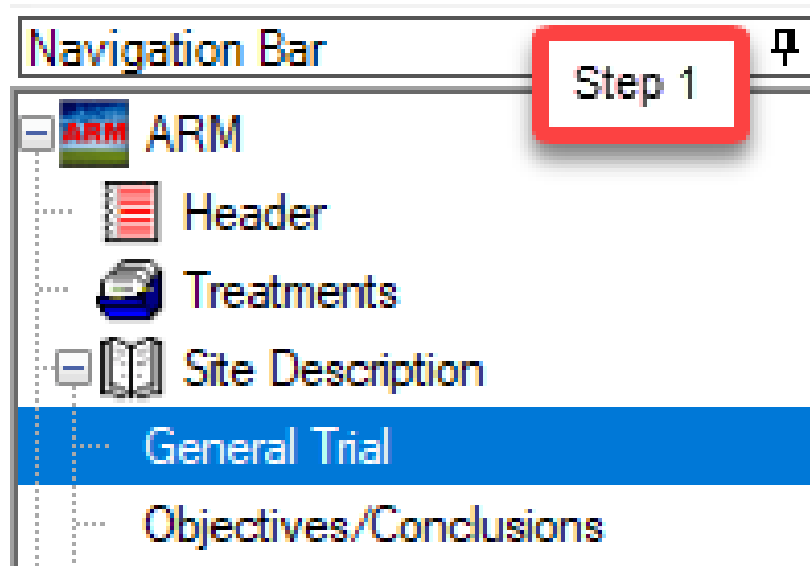 Navigation Bar
Step 1
ARM ARM
Header
Treatments
Site Description
General Trial
Objectives/Conclusions